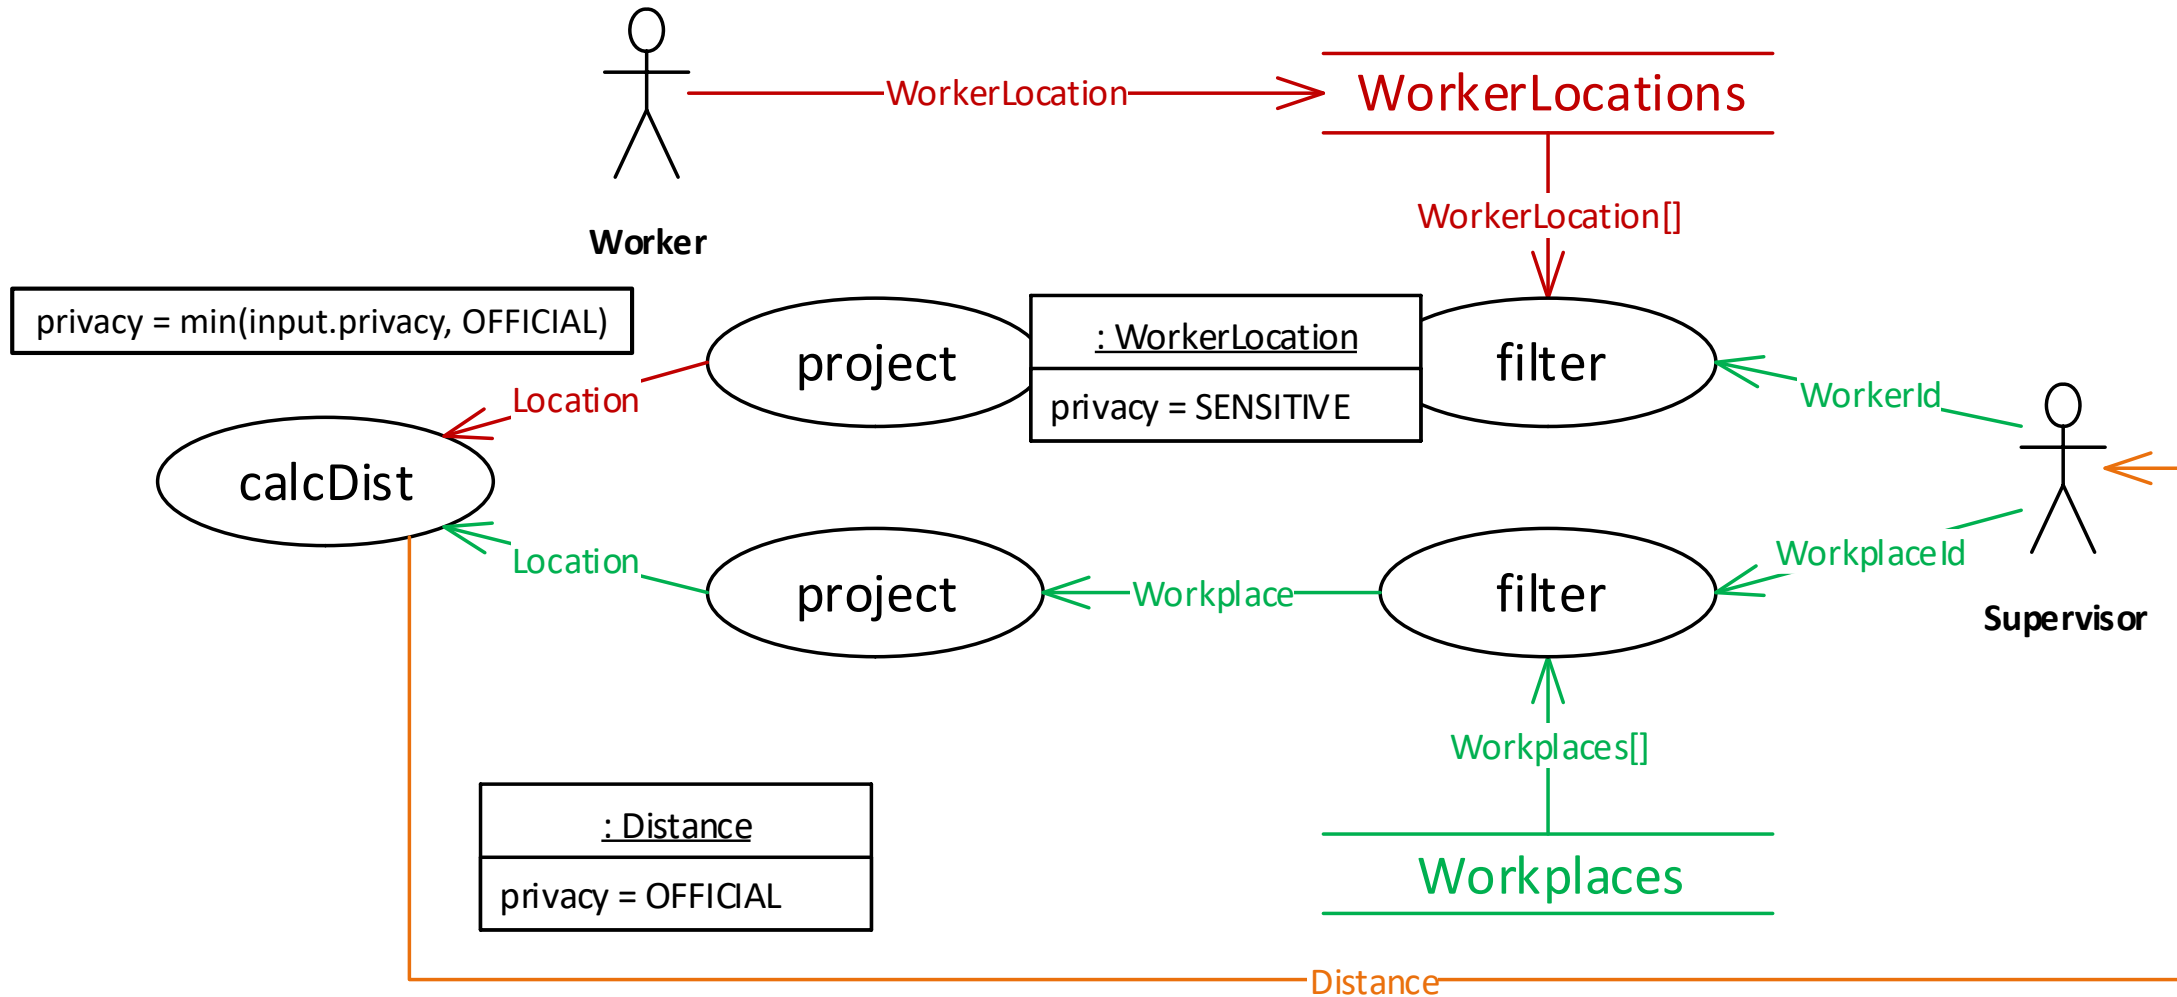 WorkerLocation
WorkerLocations
WorkerLocation[]
Worker
privacy = min(input.privacy, OFFICIAL)
project
: WorkerLocation
privacy = SENSITIVE
filter
WorkerId
Location
calcDist
Location
project
Workplace
filter
WorkplaceId
Supervisor
Workplaces[]
: Distance
privacy = OFFICIAL
Workplaces
Distance